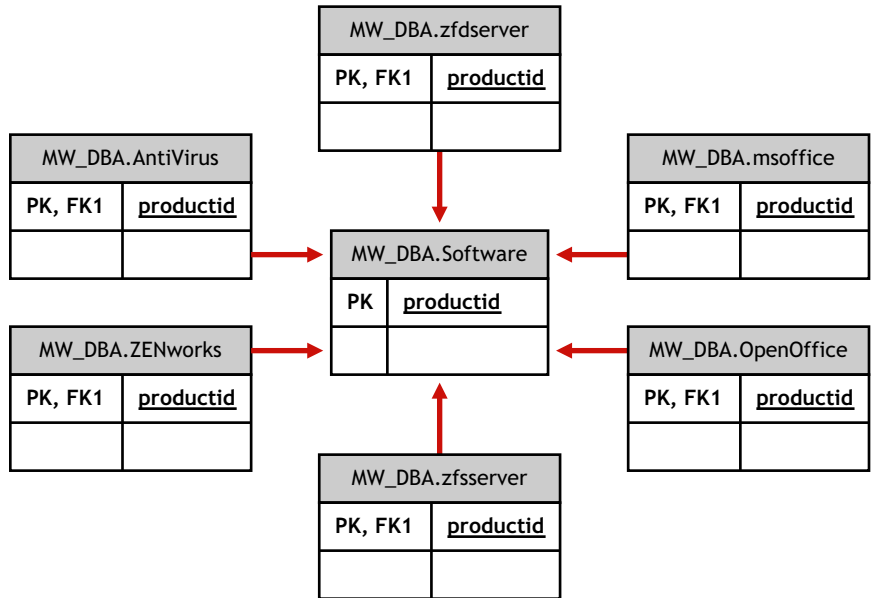 MW_DBA.zfdserver
PK, FK1 productid
MW_DBA.AntiVirus
PK, FK1 productid
MW_DBA.msoffice
PK, FK1 productid
MW_DBA.Software
PK productid
MW_DBA.ZENworks
PK, FK1 productid
MW_DBA.OpenOffice
PK, FK1 productid
MW_DBA.zfsserver
PK, FK1 productid